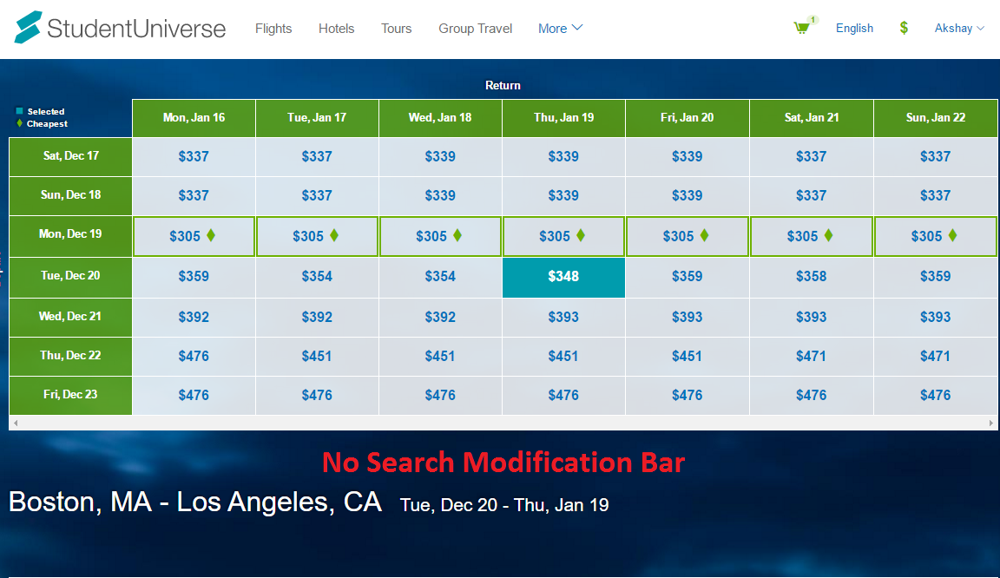 StudentUniverse Flights Hotels Tours Group Travel More 1 English $ Akshay
Return
Selected
Cheapest
Mon, Jan 16 Tue, Jan 17 Wed, Jan 18 Thu, Jan 19 Fri, Jan 20 Sat, Jan 21 Sun, Jan 22
Sat, Dec 17 $337 $337 $339 $339 $339 $337 $337
Sun, Dec 18 $337 $337 $339 $339 $339 $337 $337
Mon, Dec 19 $305 $305 $305 $305 $305 $305 $305
Tue, Dec 20 $359 $354 $354 $348 $359 $358 $359
Wed, Dec 21 $392 $392 $392 $393 $393 $393 $393
Thu, Dec 22 $476 $451 $451 $451 $451 $471 $471
Fri, Dec 23 $476 $476 $476 $476 $476 $476 $476
No Search Modification Bar
Boston, MA - Los Angeles, CA Tue, Dec 20 - Thu, Jan 19